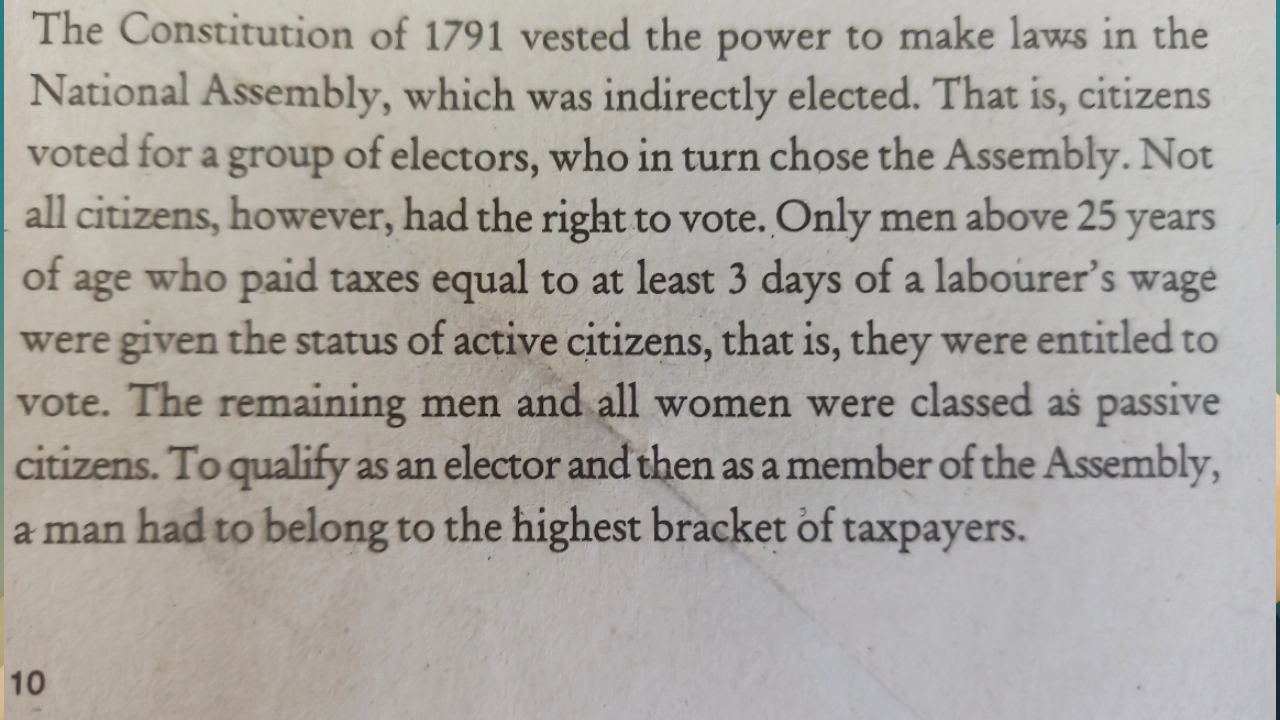 The Constitution of 1791 vested the power to make laws in the
National Assembly, which was indirectly elected. That is, citizens
voted for a group of electors, who in turn chose the Assembly. Not
all citizens, however, had the right to vote. Only men above 25 years
of age who paid taxes equal to at least 3 days of a labourer's wage
were given the status of active citizens, that is, they were entitled to
vote. The remaining men and all women were classed as passive
citizens. To qualify as an elector and then as a member of the Assembly,
a man had to belong to the highest bracket of taxpayers.
10